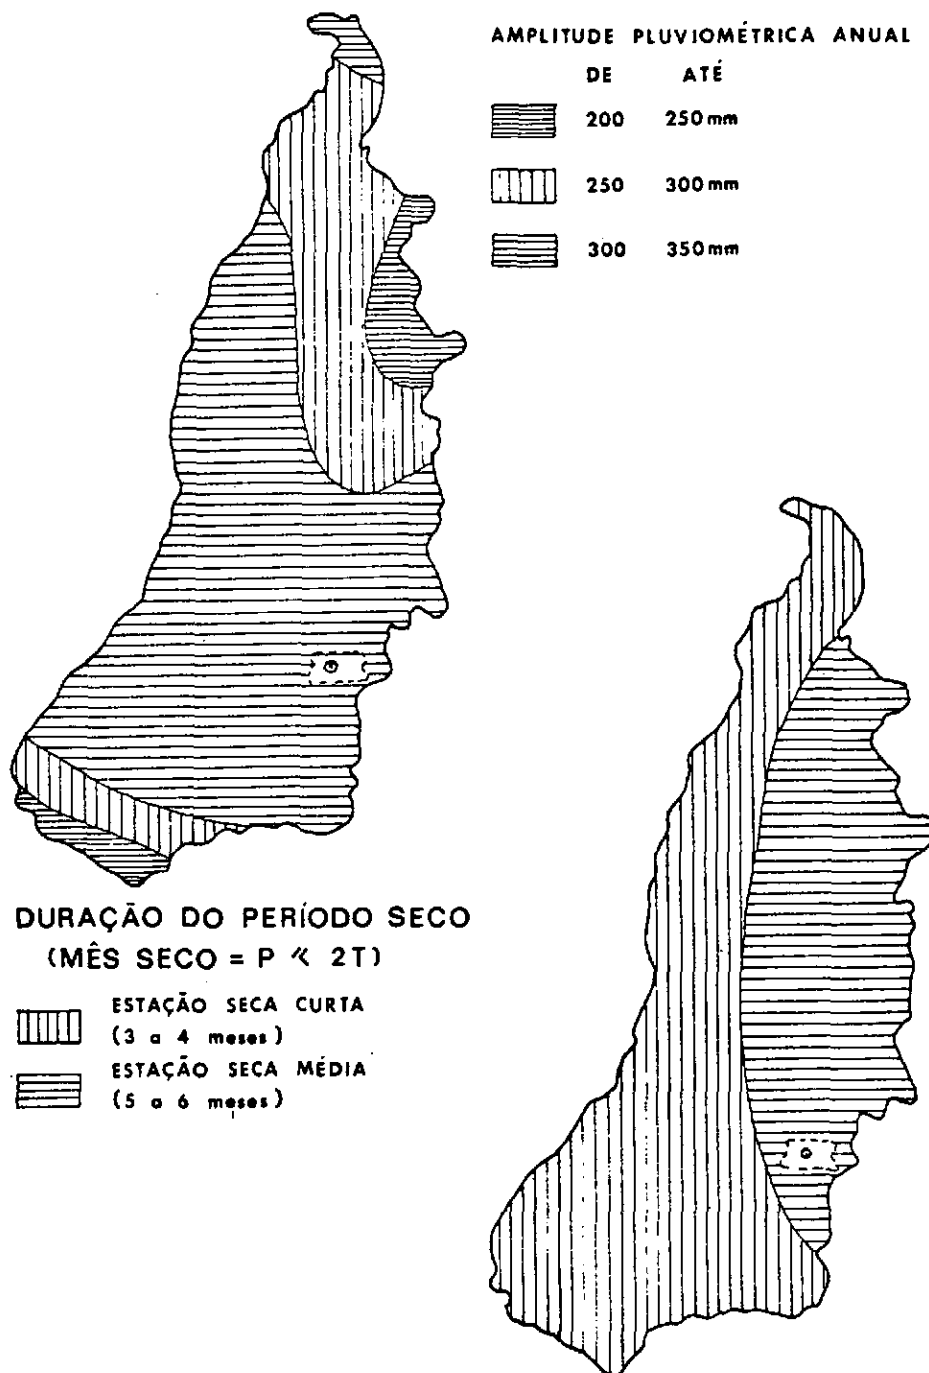 AMPLITUDE PLUVIOMÉTRICA ANUAL
DE ATÉ
200 250 mm
250 300 mm
300 350 mm
DURAÇÃO DO PERÍODO SECO
(MÊS SECO = P ≪ 2T)
ESTAÇÃO SECA CURTA
(3 a 4 meses)
ESTAÇÃO SECA MÉDIA
(5 a 6 meses)